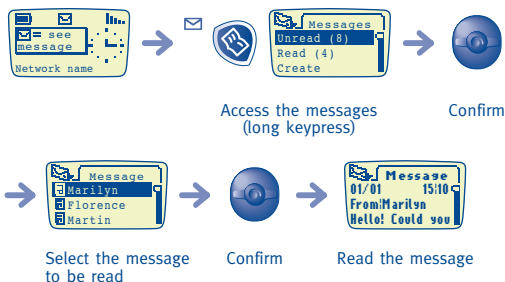 = see
message
Network name
Messages
Unread (8)
Read (4)
Create
Access the messages
(long keypress)
Confirm
Message
Marilyn
Florence
Martin
Select the message
to be read
Confirm
Message
01/01 15:10
From:Marilyn
Hello! Could you
Read the message